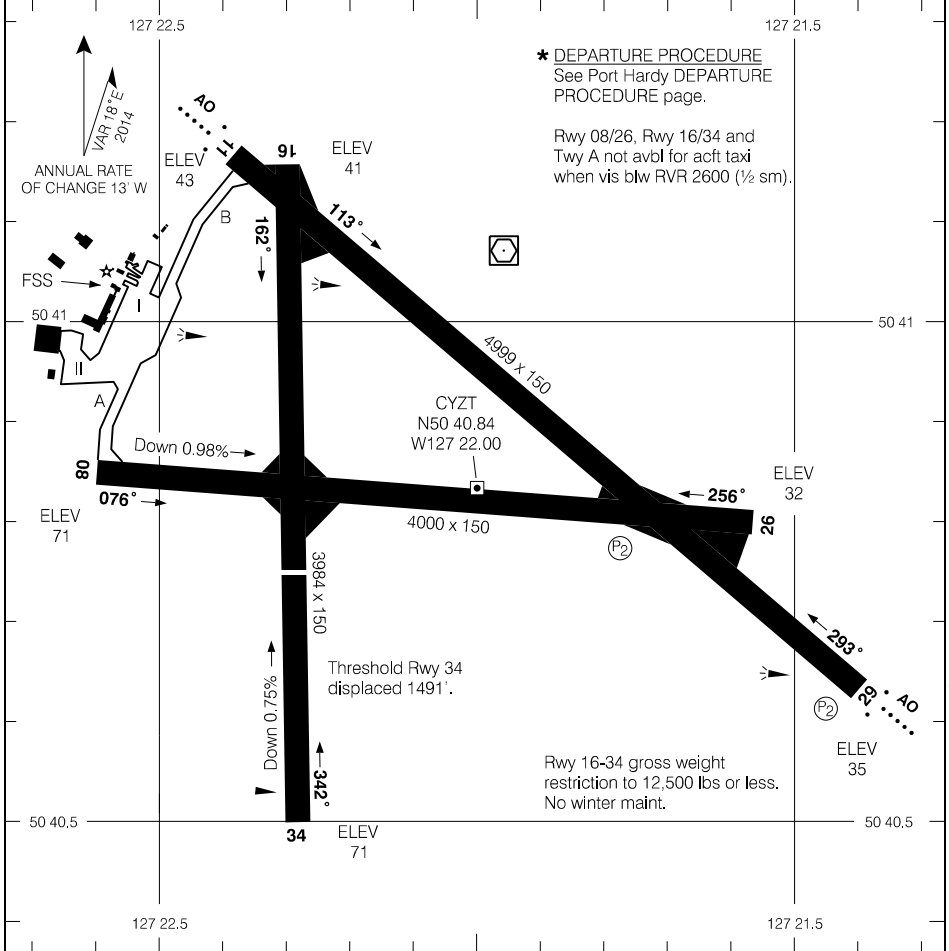 127 22.5
127 21.5
* DEPARTURE PROCEDURE
See Port Hardy DEPARTURE
PROCEDURE page.
Rwy 08/26, Rwy 16/34 and
Twy A not avbl for acft taxi
when vis blw RVR 2600 (½ sm).
VAR 18°E
2014
ANNUAL RATE
OF CHANGE 13' W
AO
11
ELEV
43
16
ELEV
41
B
162°
113°
FSS
I
50 41
50 41
II
A
4999 x 150
CYZT
N50 40.84
W127 22.00
Down 0.98%
08
076°
ELEV
71
4000 x 150
256°
ELEV
32
26
P2
3984 x 150
Threshold Rwy 34
displaced 1491'.
Down 0.75%
342°
293°
29
AO
P2
ELEV
35
Rwy 16-34 gross weight
restriction to 12,500 lbs or less.
No winter maint.
50 40.5
50 40.5
34
ELEV
71
127 22.5
127 21.5